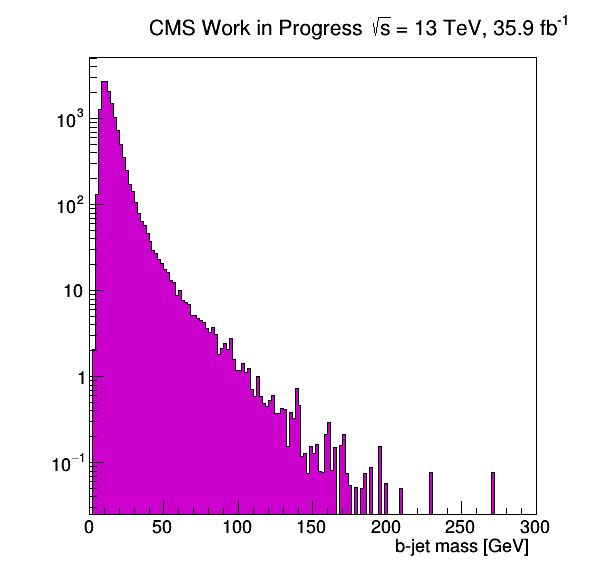 CMS Work in Progress √s = 13 TeV, 35.9 fb⁻¹
10³
10²
10
1
10⁻¹
0 50 100 150 200 250 300
b-jet mass [GeV]